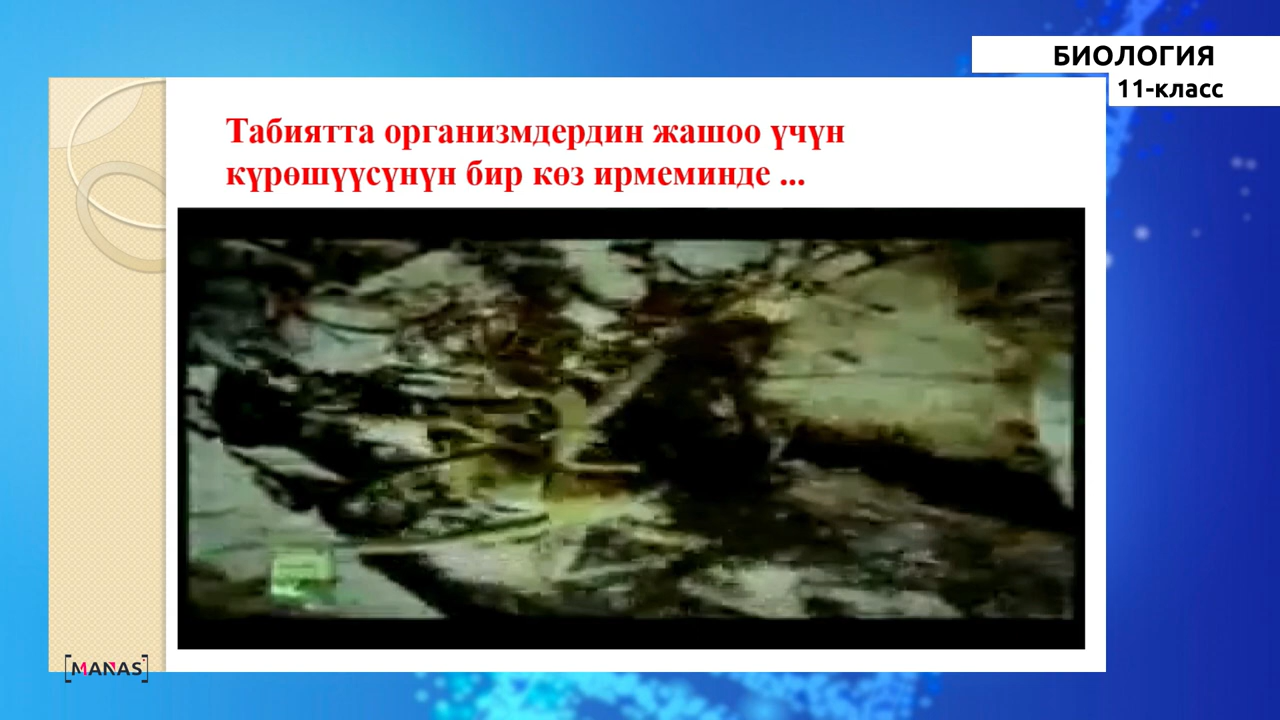 БИОЛОГИЯ
11-класс
Табиятта организмдердин жашоо үчүн
күрөшүүсүнүн бир көз ирмеминде ...
MANAS